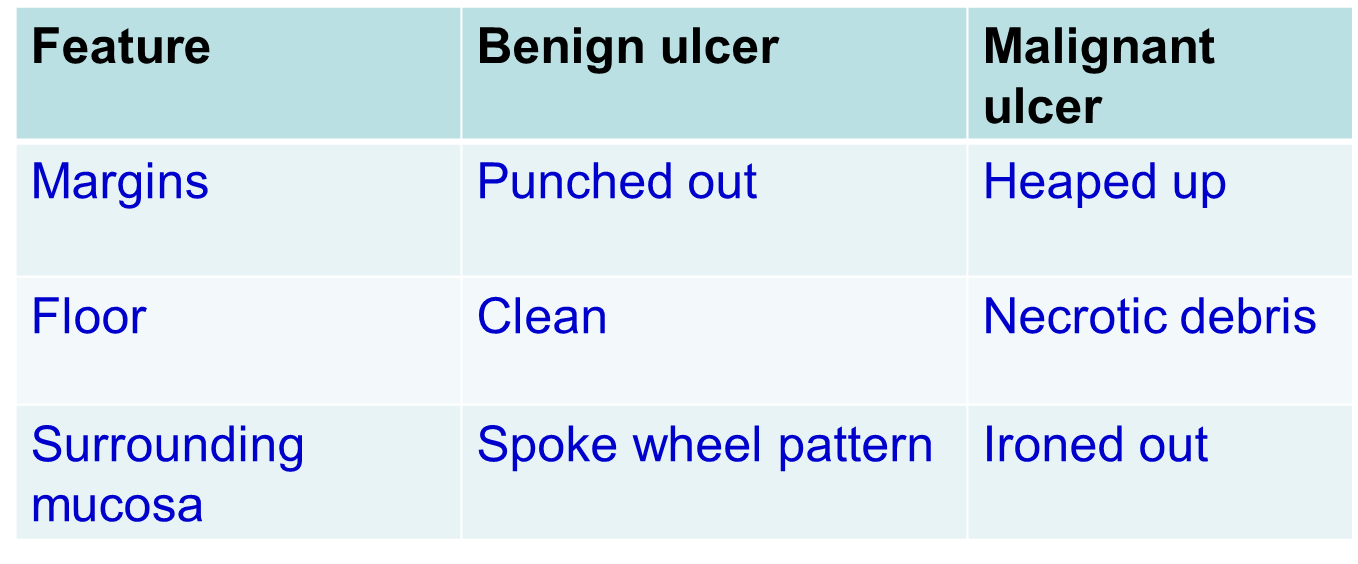 Feature Benign ulcer Malignant
ulcer
Margins Punched out Heaped up
Floor Clean Necrotic debris
Surrounding Spoke wheel pattern Ironed out
mucosa